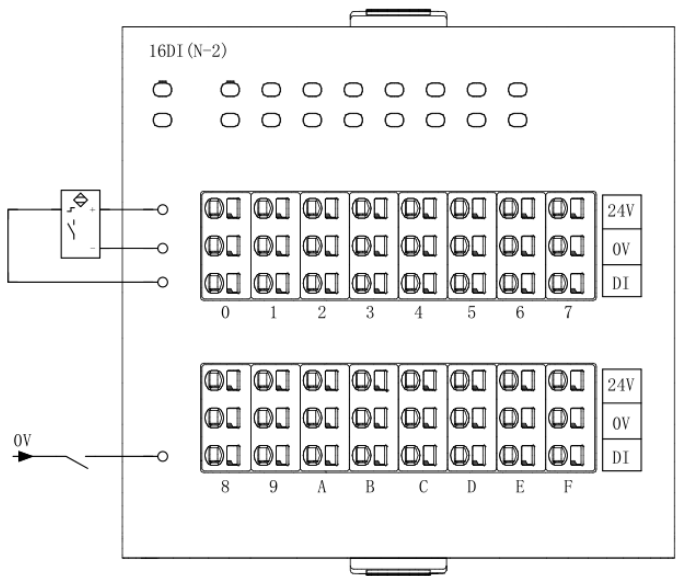 16DI(N-2)
+
24V
-
0V
DI
0 1 2 3 4 5 6 7
24V
0V
0V
DI
8 9 A B C D E F